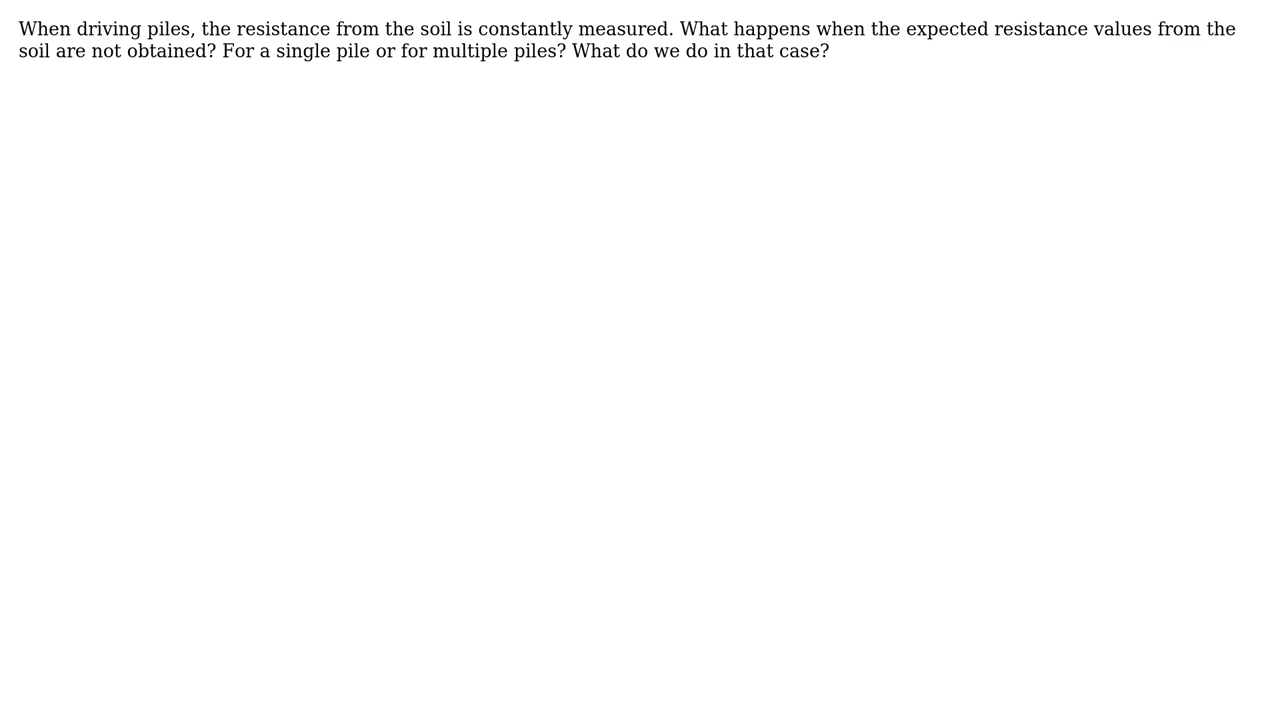 When driving piles, the resistance from the soil is constantly measured. What happens when the expected resistance values from the
soil are not obtained? For a single pile or for multiple piles? What do we do in that case?